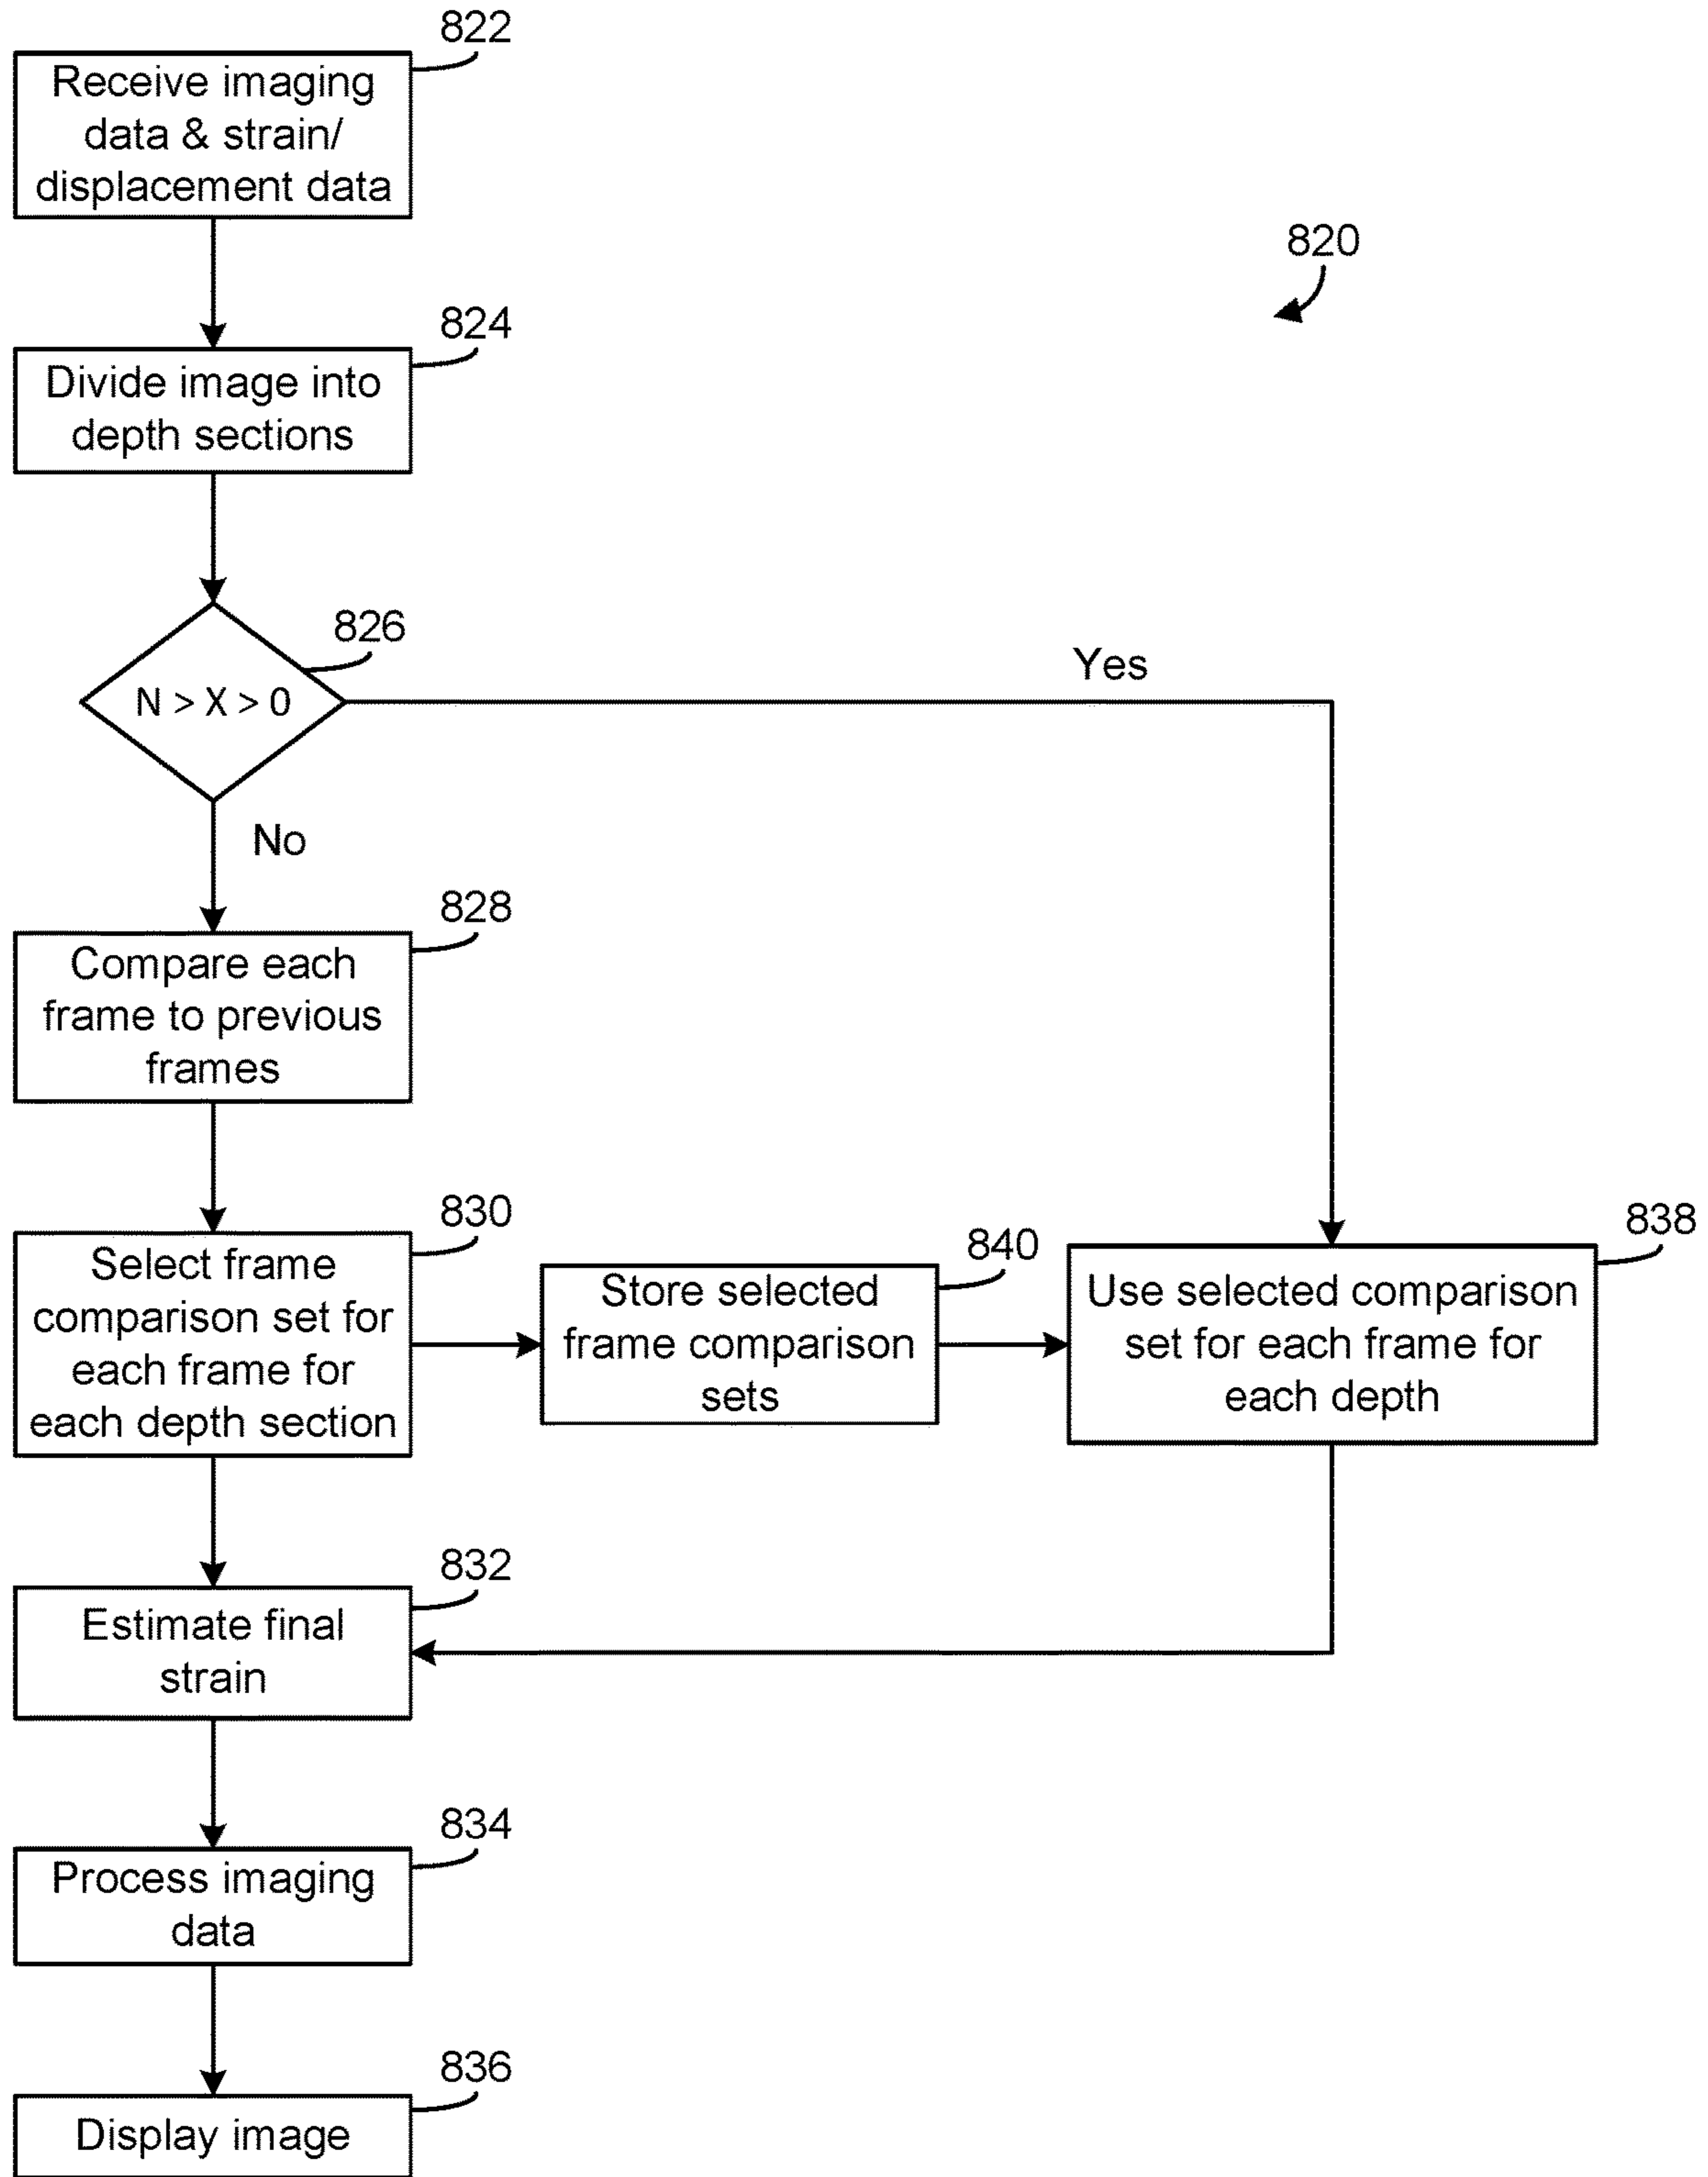 822
Receive imaging
data & strain/
displacement data
820
824
Divide image into
depth sections
826
N > X > 0
Yes
No
828
Compare each
frame to previous
frames
830
Select frame
comparison set for
each frame for
each depth section
840
Store selected
frame comparison
sets
838
Use selected comparison
set for each frame for
each depth
832
Estimate final
strain
834
Process imaging
data
836
Display image